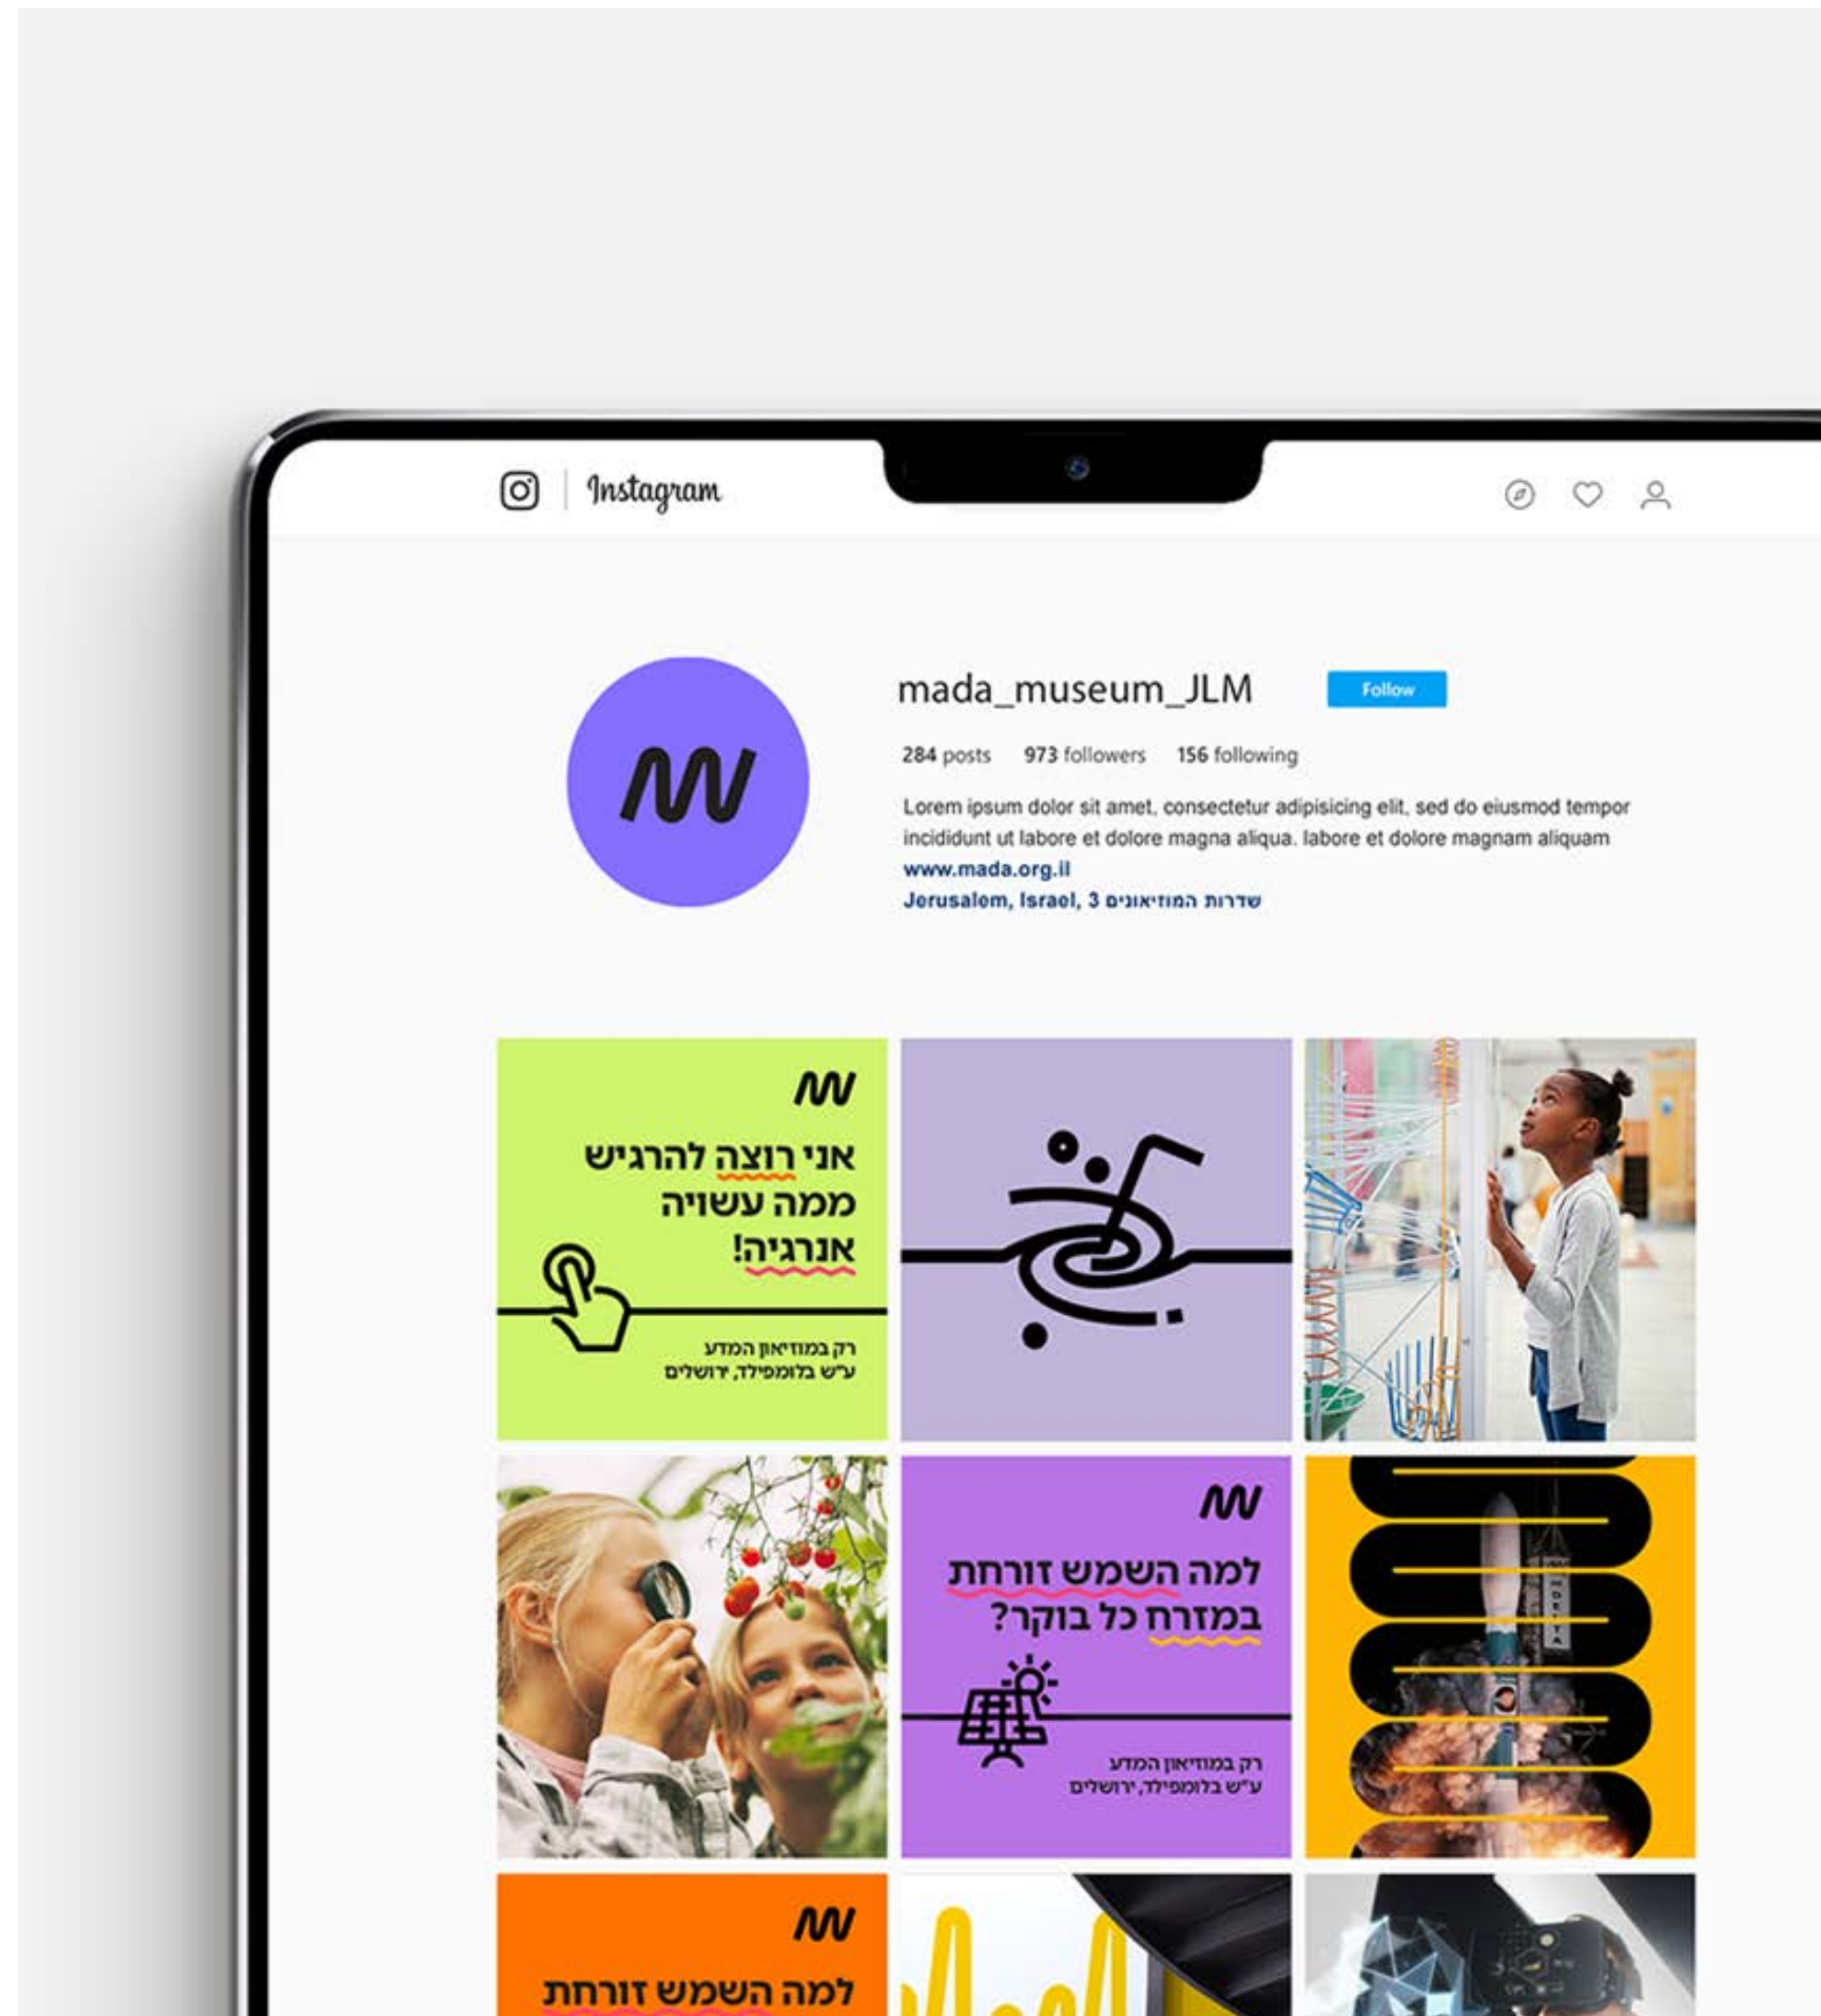 Instagram
mada_museum_JLM
Follow
284 posts 973 followers 156 following
Lorem ipsum dolor sit amet, consectetur adipisicing elit, sed do eiusmod tempor
incididunt ut labore et dolore magna aliqua. labore et dolore magnam aliquam
www.mada.org.il
Jerusalem, Israel, 3 שדרות המוזיאונים
אני רוצה להרגיש
ממה עשויה
אנרגיה!
רק במוזיאון המדע
ע״ש בלומפילד, ירושלים
למה השמש זורחת
במזרח כל בוקר?
רק במוזיאון המדע
ע״ש בלומפילד, ירושלים
למה השמש זורחת